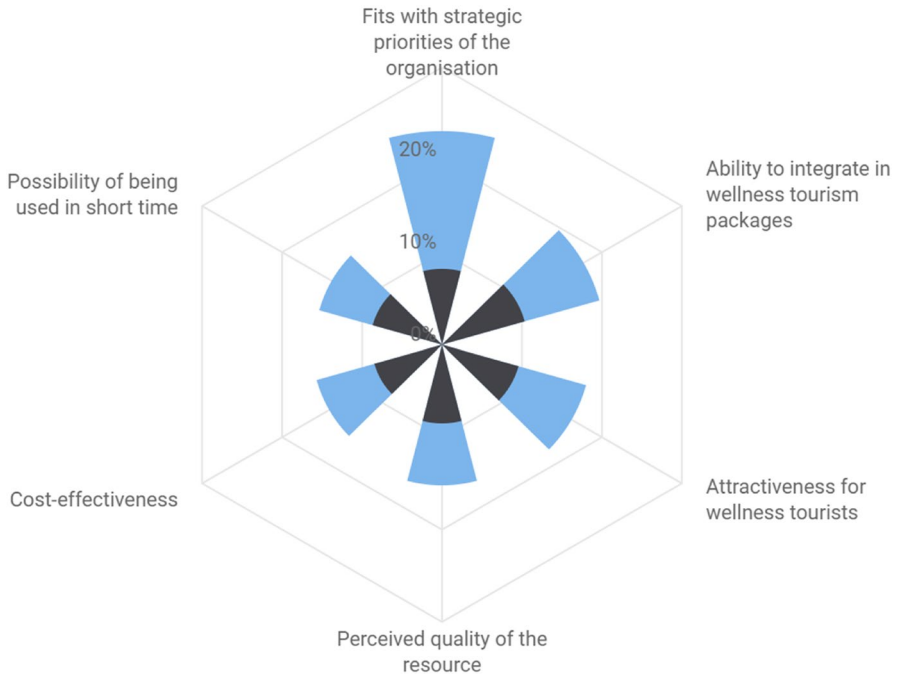 Fits with strategic
priorities of the
organisation
20%
10%
0%
Ability to integrate in
wellness tourism
packages
Attractiveness for
wellness tourists
Perceived quality of the
resource
Cost-effectiveness
Possibility of being
used in short time